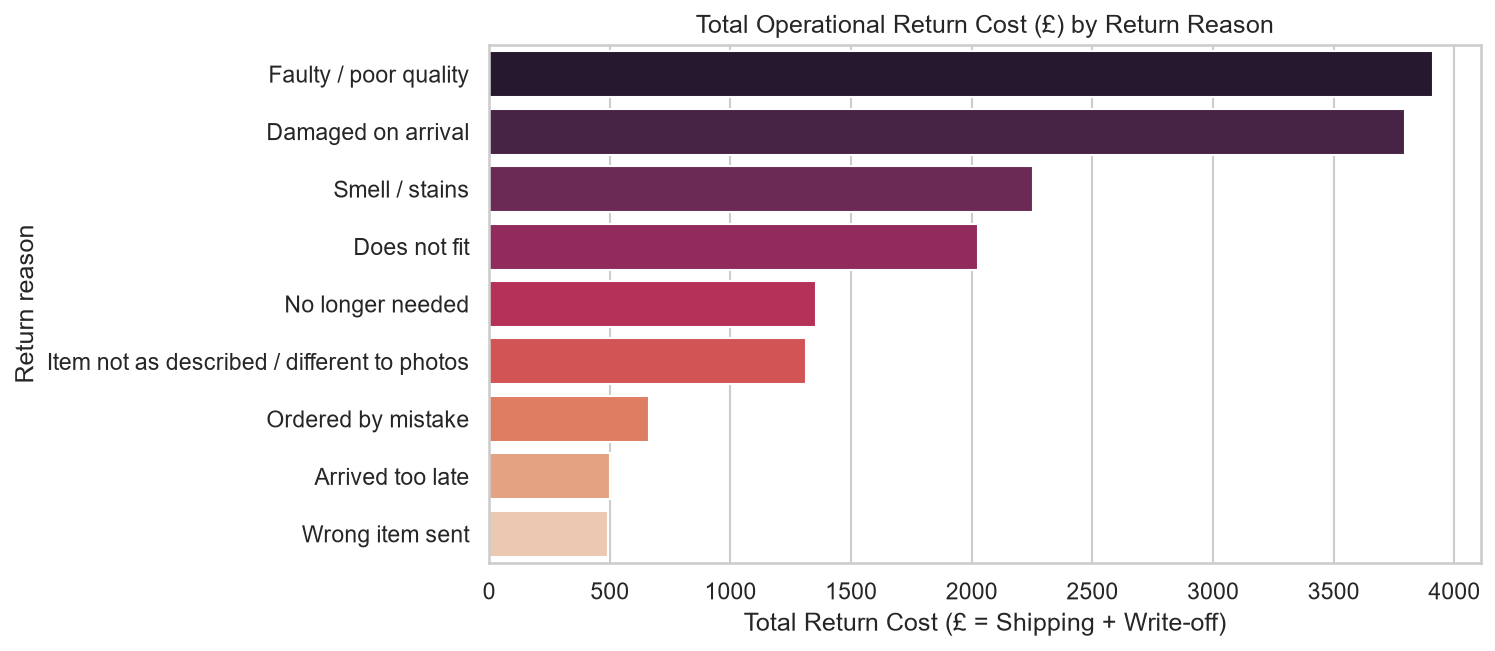 Total Operational Return Cost (£) by Return Reason
Return reason
Faulty / poor quality
Damaged on arrival
Smell / stains
Does not fit
No longer needed
Item not as described / different to photos
Ordered by mistake
Arrived too late
Wrong item sent
0 500 1000 1500 2000 2500 3000 3500 4000
Total Return Cost (£ = Shipping + Write-off)